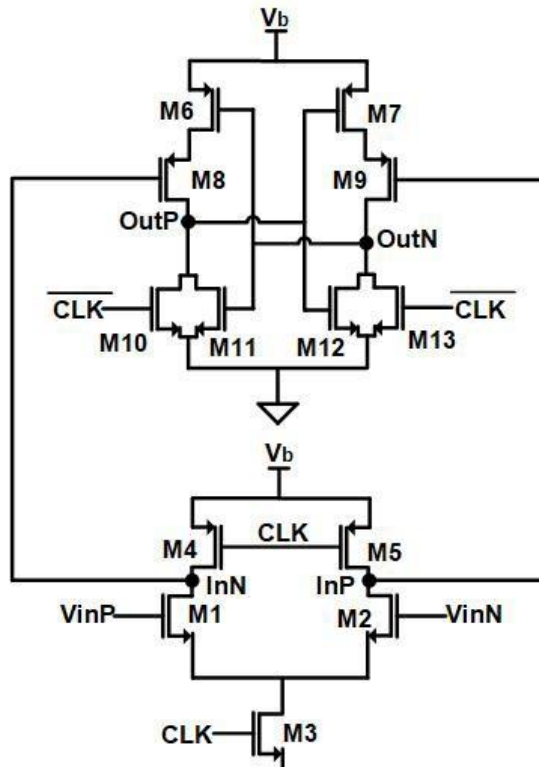 Vb
M6 M7
M8 M9
OutP OutN
CLK CLK
M10 M11 M12 M13
Vb
M4 CLK M5
InN InP
VinP M1 M2 VinN
CLK M3